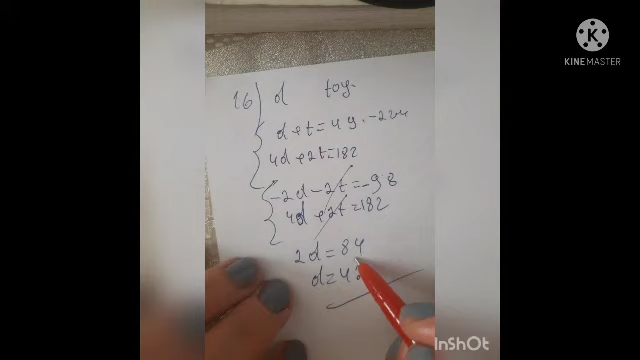 16) d toy.
d+t=49.-2
4d+2t=182
-2d-2t=-98
4d+2t=182
2d=84
d=42
K
KINEMASTER
InShOt